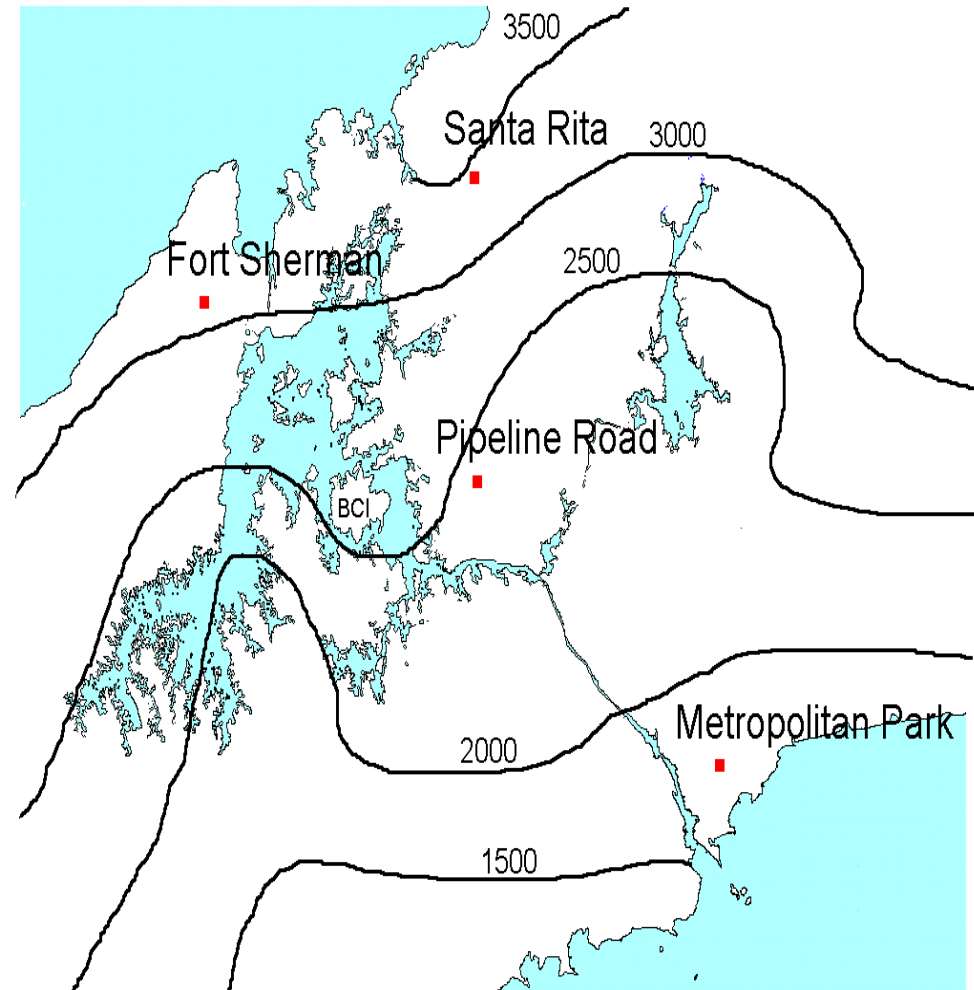 3500
Santa Rita
3000
Fort Sherman
2500
Pipeline Road
BCI
Metropolitan Park
2000
1500